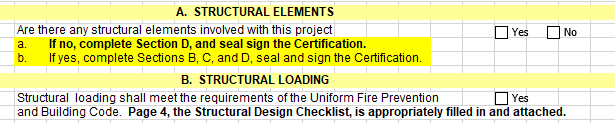 A. STRUCTURAL ELEMENTS
Are there any structural elements involved with this project Yes No
a. If no, complete Section D, and seal sign the Certification.
b. If yes, complete Sections B, C, and D, seal and sign the Certification.
B. STRUCTURAL LOADING
Structural loading shall meet the requirements of the Uniform Fire Prevention Yes
and Building Code. Page 4, the Structural Design Checklist, is appropriately filled in and attached.